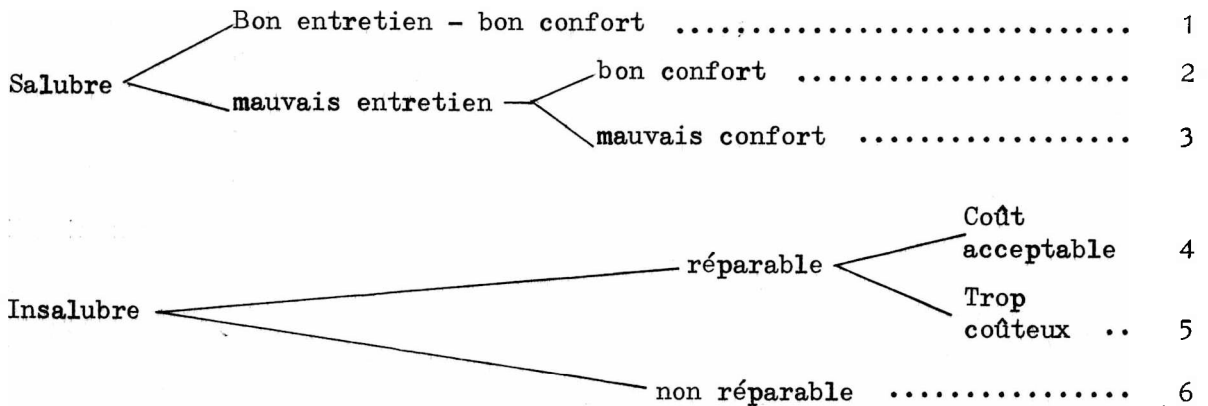 Bon entretien – bon confort .............................. 1
Salubre
bon confort ...................... 2
mauvais entretien
mauvais confort .................. 3
Coût
acceptable 4
réparable
Trop
coûteux .. 5
Insalubre
non réparable ................ 6